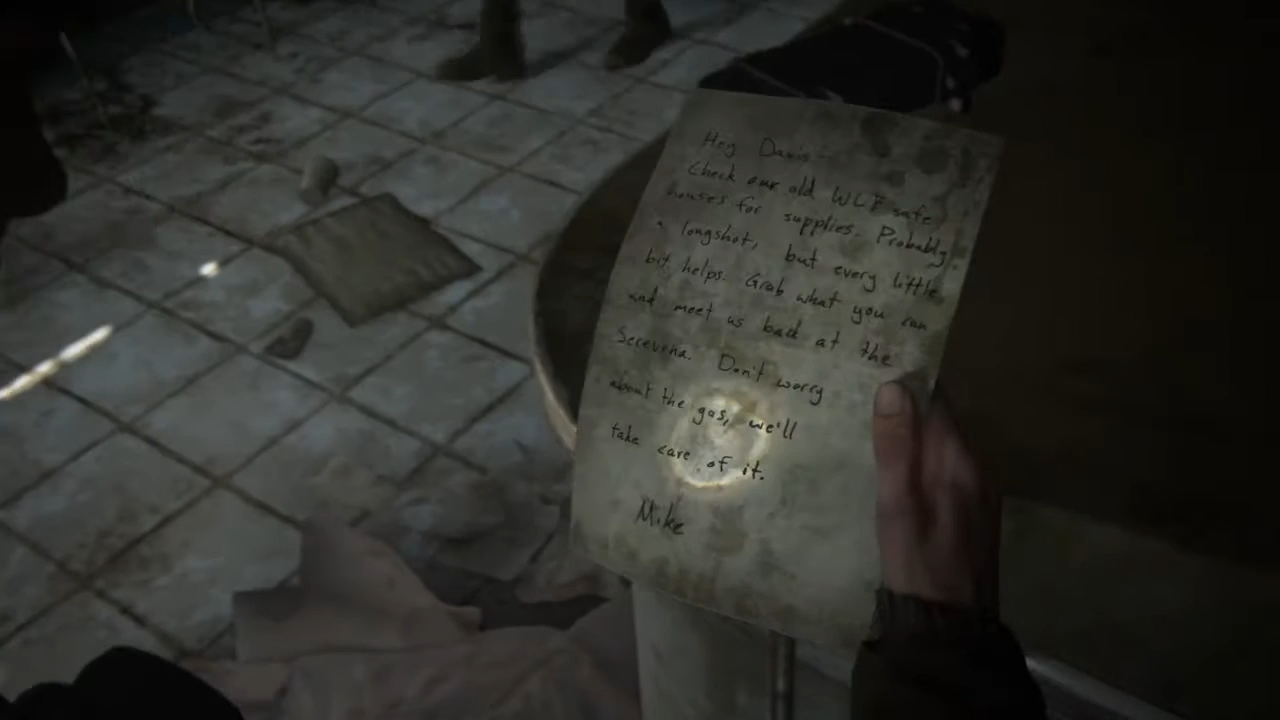 Hey Davis-
Check our old WLF safe
houses for supplies. Probably
a longshot, but every little
bit helps. Grab what you can
and meet us back at the
Serevena. Don't worry
about the gas, we'll
take care of it.
Mike